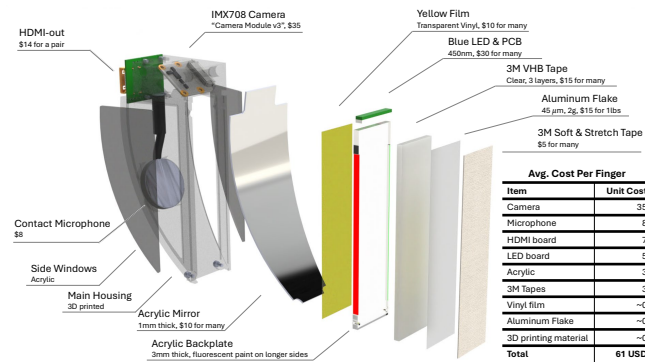 IMX708 Camera
"Camera Module v3", $35
HDMI-out
$14 for a pair
Yellow Film
Transparent Vinyl, $10 for many
Blue LED & PCB
450nm, $30 for many
3M VHB Tape
Clear, 3 layers, $15 for many
Aluminum Flake
45 μm, 2g, $15 for 1lbs
3M Soft & Stretch Tape
$5 for many
Contact Microphone
$8
Side Windows
Acrylic
Main Housing
3D printed
Acrylic Mirror
1mm thick, $10 for many
Acrylic Backplate
3mm thick, fluorescent paint on longer sides
Avg. Cost Per Finger
Item Unit Cost
Camera 35
Microphone 8
HDMI board 7
LED board 5
Acrylic 3
3M Tapes 3
Vinyl film ~0
Aluminum Flake ~0
3D printing material ~0
Total 61 USD